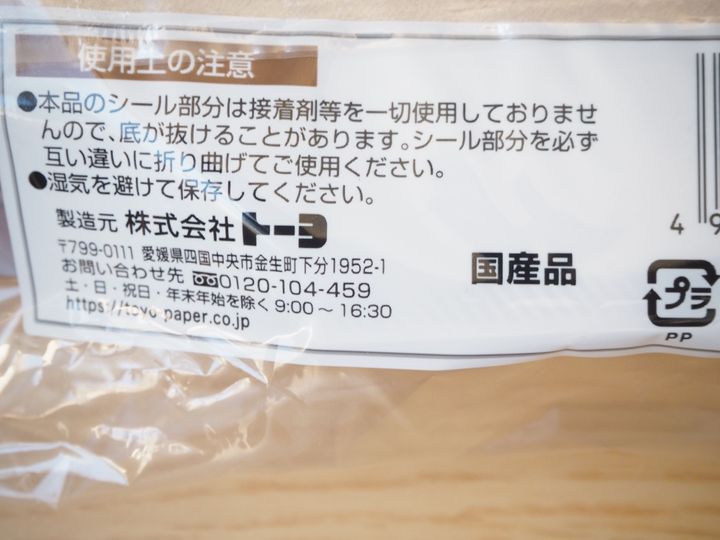 使用上の注意
●本品のシール部分は接着剤等を一切使用しておりませ
んので、底が抜けることがあります。シール部分を必ず
互い違いに折り曲げてご使用ください。
●湿気を避けて保存してください。
製造元 株式会社 トーヨ
〒799-0111 愛媛県四国中央市金生町下分1952-1
お問い合わせ先 0120-104-459
土・日・祝日・年末年始を除く 9:00～16:30
https://toyo-paper.co.jp
国産品
4 9
プラ
PP